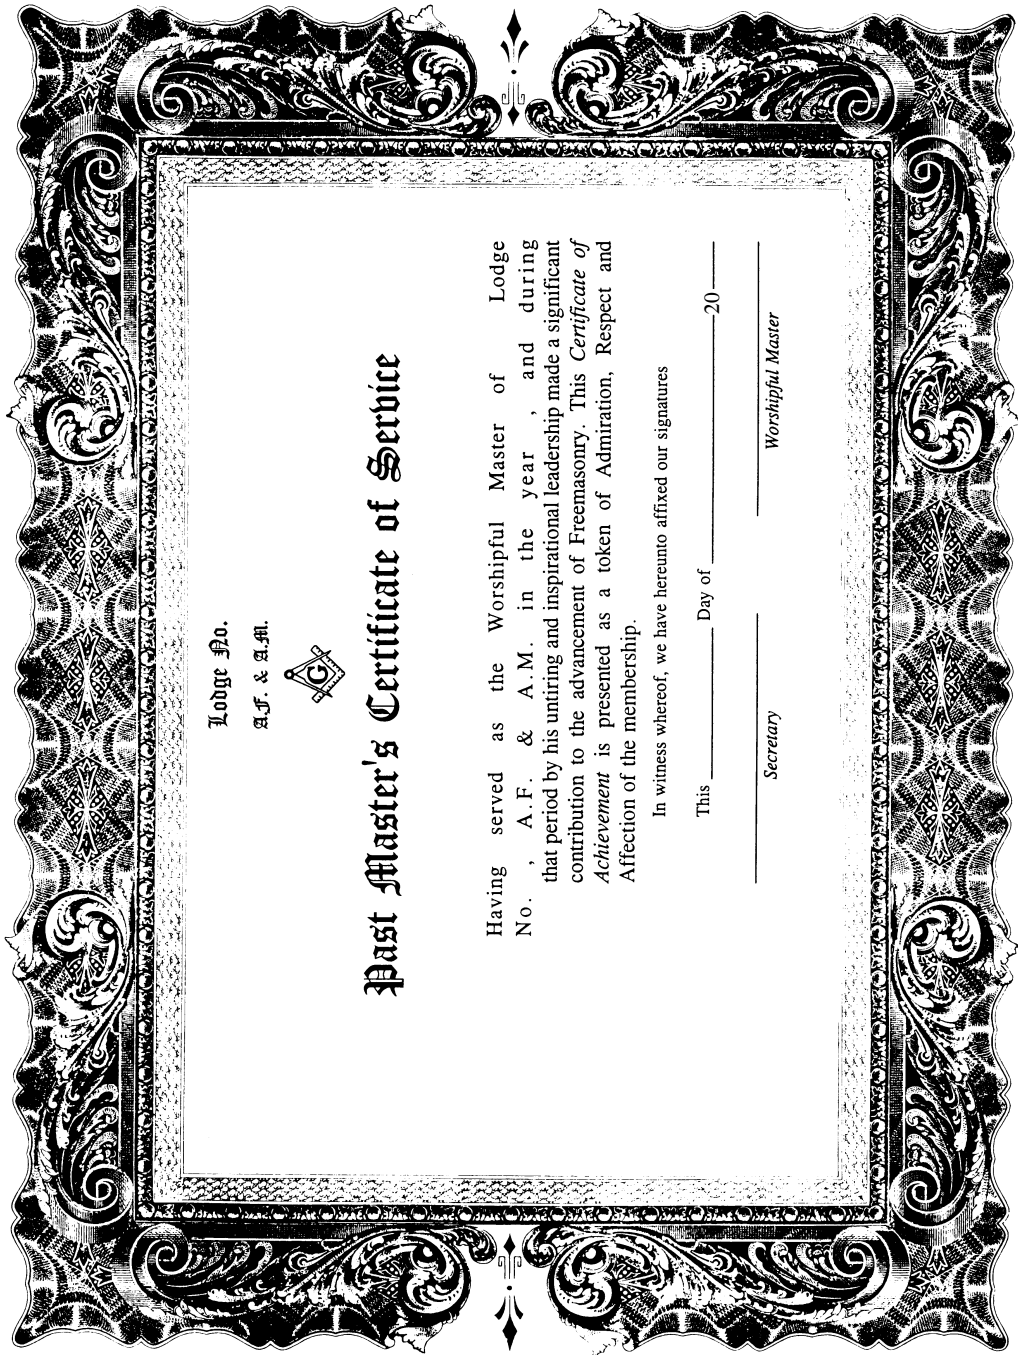 Lodge No.
A.F. & A.M.
G
Past Master's Certificate of Service
Having served as the Worshipful Master of Lodge
No. , A.F. & A.M. in the year , and during
that period by his untiring and inspirational leadership made a significant
contribution to the advancement of Freemasonry. This Certificate of
Achievement is presented as a token of Admiration, Respect and
Affection of the membership.
In witness whereof, we have hereunto affixed our signatures
This ________ Day of ________________ 20____
Secretary Worshipful Master